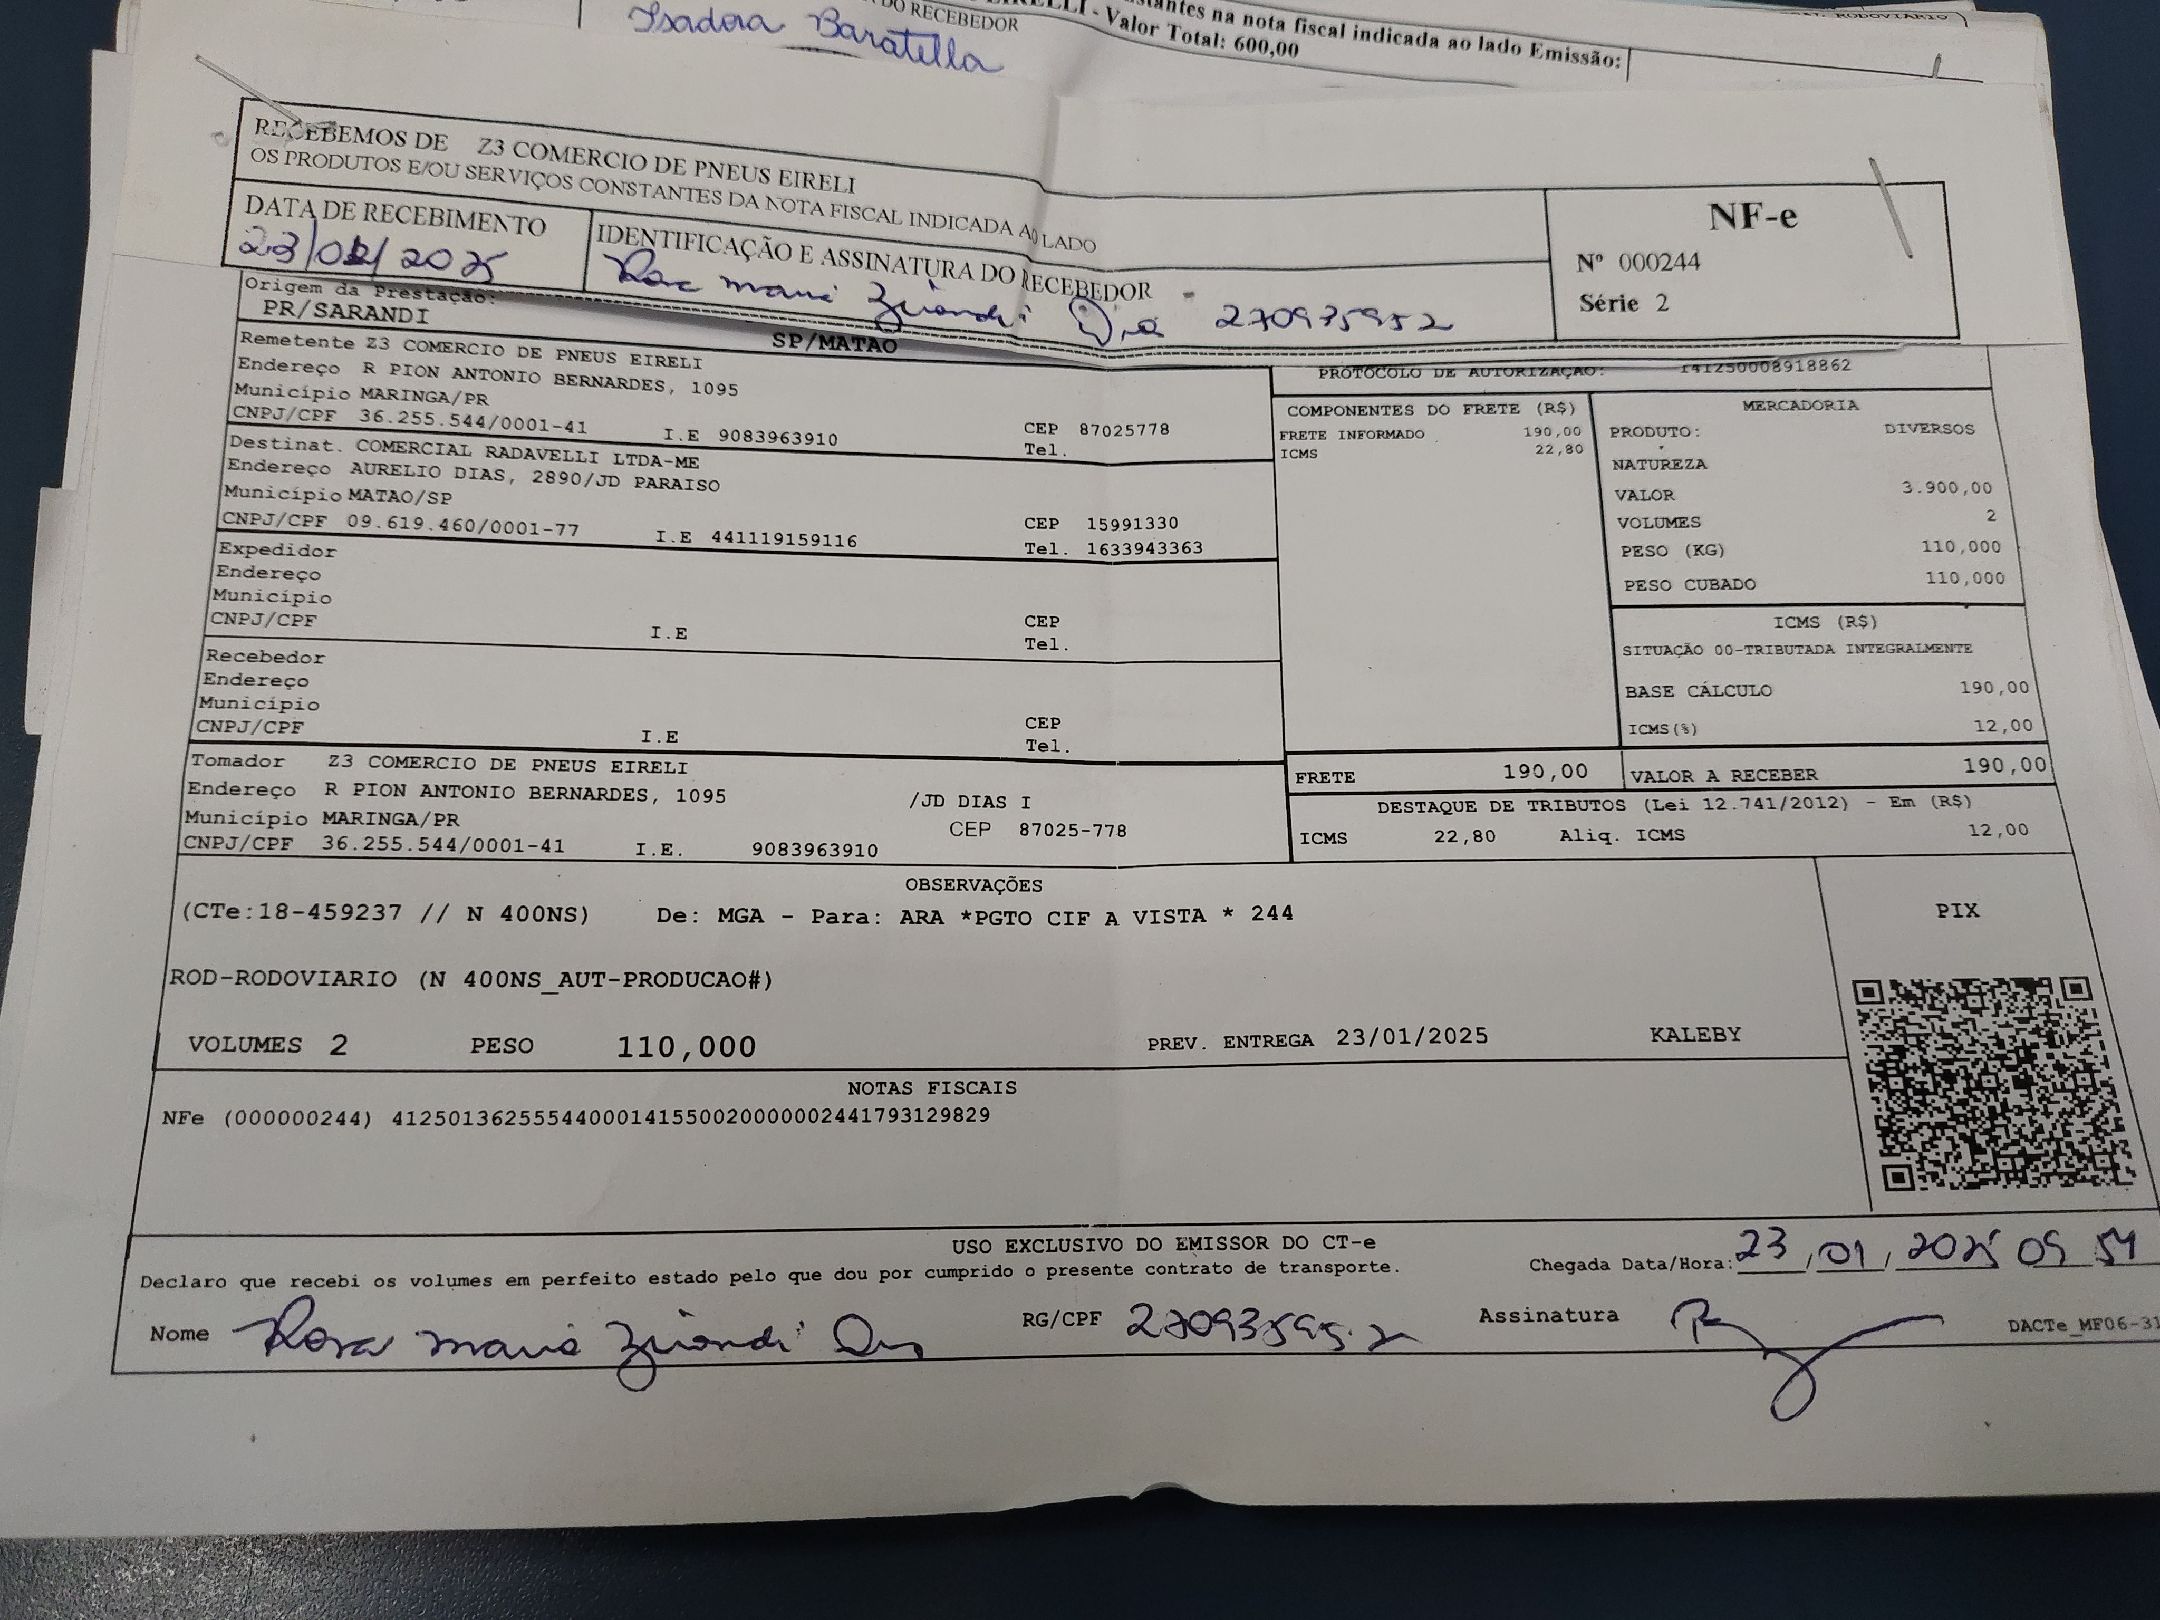 Isadora Baratella
DO RECEBEDOR
EIRELI - Valor Total: 600,00
nstantes na nota fiscal indicada ao lado Emissão:
RODOVIARIO
RECEBEMOS DE Z3 COMERCIO DE PNEUS EIRELI
OS PRODUTOS E/OU SERVIÇOS CONSTANTES DA NOTA FISCAL INDICADA AO LADO
DATA DE RECEBIMENTO
23/01/2025
IDENTIFICAÇÃO E ASSINATURA DO RECEBEDOR
Rosa Maria 270935952
NF-e
Nº 000244
Série 2
Origem da Prestação:
PR/SARANDI
SP/MATAO
Remetente Z3 COMERCIO DE PNEUS EIRELI
Endereço R PION ANTONIO BERNARDES, 1095
Município MARINGA/PR
CNPJ/CPF 36.255.544/0001-41 I.E 9083963910 CEP 87025778
Tel.
Destinat. COMERCIAL RADAVELLI LTDA-ME
Endereço AURELIO DIAS, 2890/JD PARAISO
Município MATAO/SP
CNPJ/CPF 09.619.460/0001-77 I.E 441119159116 CEP 15991330
Tel. 1633943363
Expedidor
Endereço
Município
CNPJ/CPF I.E CEP
Tel.
Recebedor
Endereço
Município
CNPJ/CPF I.E CEP
Tel.
Tomador Z3 COMERCIO DE PNEUS EIRELI
Endereço R PION ANTONIO BERNARDES, 1095 /JD DIAS I
Município MARINGA/PR CEP 87025-778
CNPJ/CPF 36.255.544/0001-41 I.E. 9083963910
PROTOCOLO DE AUTORIZAÇÃO: 141250008918862
COMPONENTES DO FRETE (R$)
FRETE INFORMADO 190,00
ICMS 22,80
MERCADORIA
PRODUTO: DIVERSOS
NATUREZA
VALOR 3.900,00
VOLUMES 2
PESO (KG) 110,000
PESO CUBADO 110,000
ICMS (R$)
SITUAÇÃO 00-TRIBUTADA INTEGRALMENTE
BASE CÁLCULO 190,00
ICMS(%) 12,00
FRETE 190,00 VALOR A RECEBER 190,00
DESTAQUE DE TRIBUTOS (Lei 12.741/2012) - Em (R$)
ICMS 22,80 Aliq. ICMS 12,00
OBSERVAÇÕES
(CTe:18-459237 // N 400NS) De: MGA - Para: ARA *PGTO CIF A VISTA * 244
PIX
ROD-RODOVIARIO (N 400NS_AUT-PRODUCAO#)
VOLUMES 2 PESO 110,000 PREV. ENTREGA 23/01/2025 KALEBY
NOTAS FISCAIS
NFe (000000244) 41250136255544000141550020000002441793129829
USO EXCLUSIVO DO EMISSOR DO CT-e
Declaro que recebi os volumes em perfeito estado pelo que dou por cumprido o presente contrato de transporte.
Chegada Data/Hora: 23/01/2025 09 54
Nome Rosa Maria RG/CPF 27093595-2 Assinatura
DACTe_MF06-31